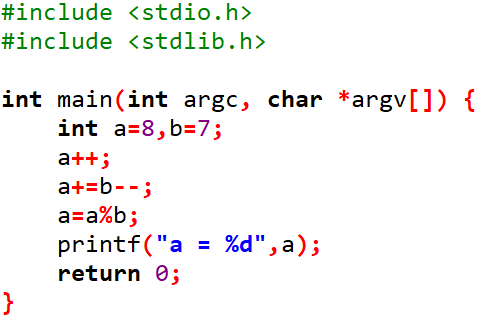 #include <stdio.h>
#include <stdlib.h>

int main(int argc, char *argv[]) {
    int a=8,b=7;
    a++;
    a+=b--;
    a=a%b;
    printf("a = %d",a);
    return 0;
}